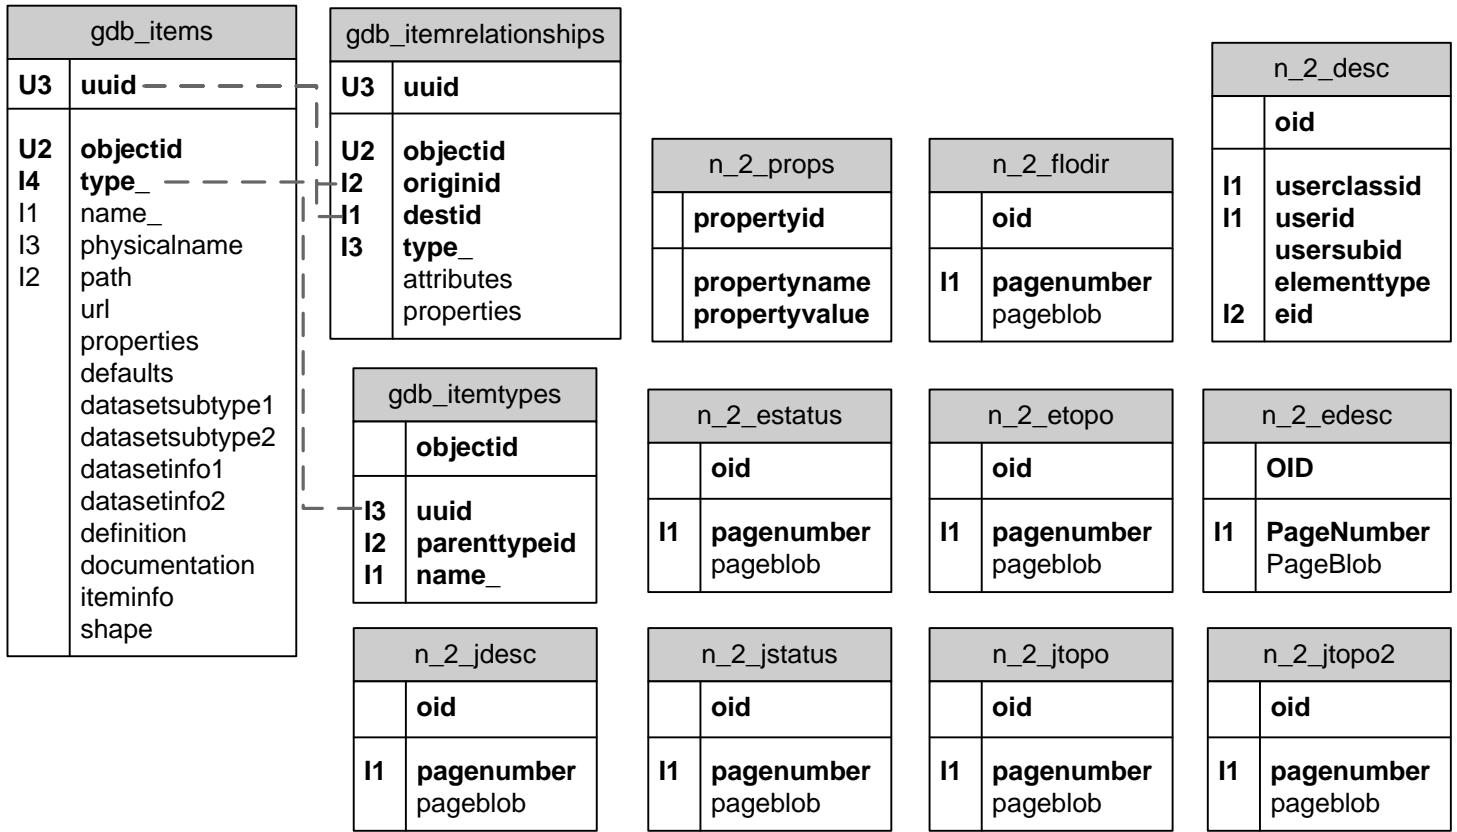 gdb_items
U3 uuid
U2 objectid
I4 type_
I1 name_
I3 physicalname
I2 path
url
properties
defaults
datasetsubtype1
datasetsubtype2
datasetinfo1
datasetinfo2
definition
documentation
iteminfo
shape
gdb_itemrelationships
U3 uuid
U2 objectid
I2 originid
I1 destid
I3 type_
attributes
properties
n_2_props
propertyid
propertyname
propertyvalue
n_2_flodir
oid
I1 pagenumber
pageblob
n_2_desc
oid
I1 userclassid
I1 userid
usersubid
elementtype
I2 eid
gdb_itemtypes
objectid
I3 uuid
I2 parenttypeid
I1 name_
n_2_estatus
oid
I1 pagenumber
pageblob
n_2_etopo
oid
I1 pagenumber
pageblob
n_2_edesc
OID
I1 PageNumber
PageBlob
n_2_jdesc
oid
I1 pagenumber
pageblob
n_2_jstatus
oid
I1 pagenumber
pageblob
n_2_jtopo
oid
I1 pagenumber
pageblob
n_2_jtopo2
oid
I1 pagenumber
pageblob